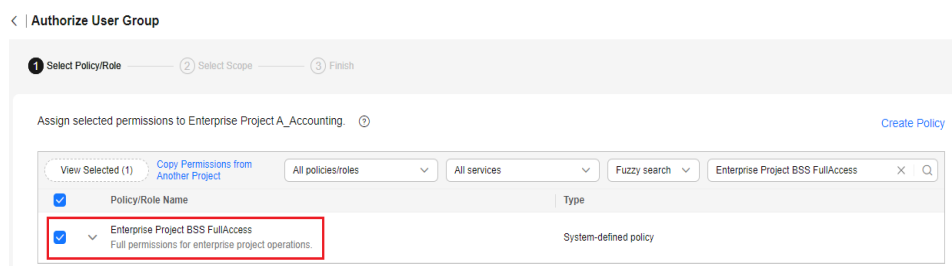 < | Authorize User Group
1 Select Policy/Role 2 Select Scope 3 Finish
Assign selected permissions to Enterprise Project A_Accounting. ?
Create Policy
View Selected (1) Copy Permissions from Another Project All policies/roles All services Fuzzy search Enterprise Project BSS FullAccess X
Policy/Role Name Type
Enterprise Project BSS FullAccess System-defined policy
Full permissions for enterprise project operations.